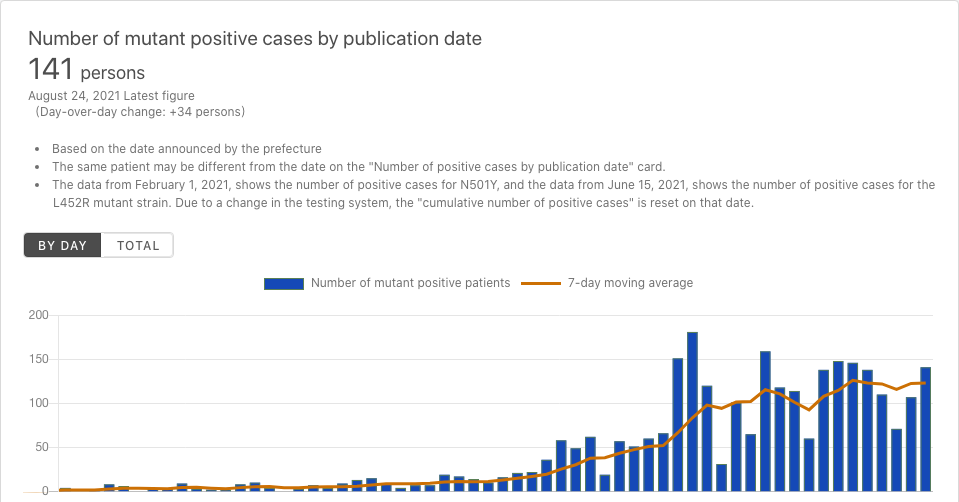 Number of mutant positive cases by publication date
141 persons
August 24, 2021 Latest figure
(Day-over-day change: +34 persons)
• Based on the date announced by the prefecture
• The same patient may be different from the date on the "Number of positive cases by publication date" card.
• The data from February 1, 2021, shows the number of positive cases for N501Y, and the data from June 15, 2021, shows the number of positive cases for the
L452R mutant strain. Due to a change in the testing system, the "cumulative number of positive cases" is reset on that date.
BY DAY TOTAL
Number of mutant positive patients 7-day moving average
200
150
100
50
0